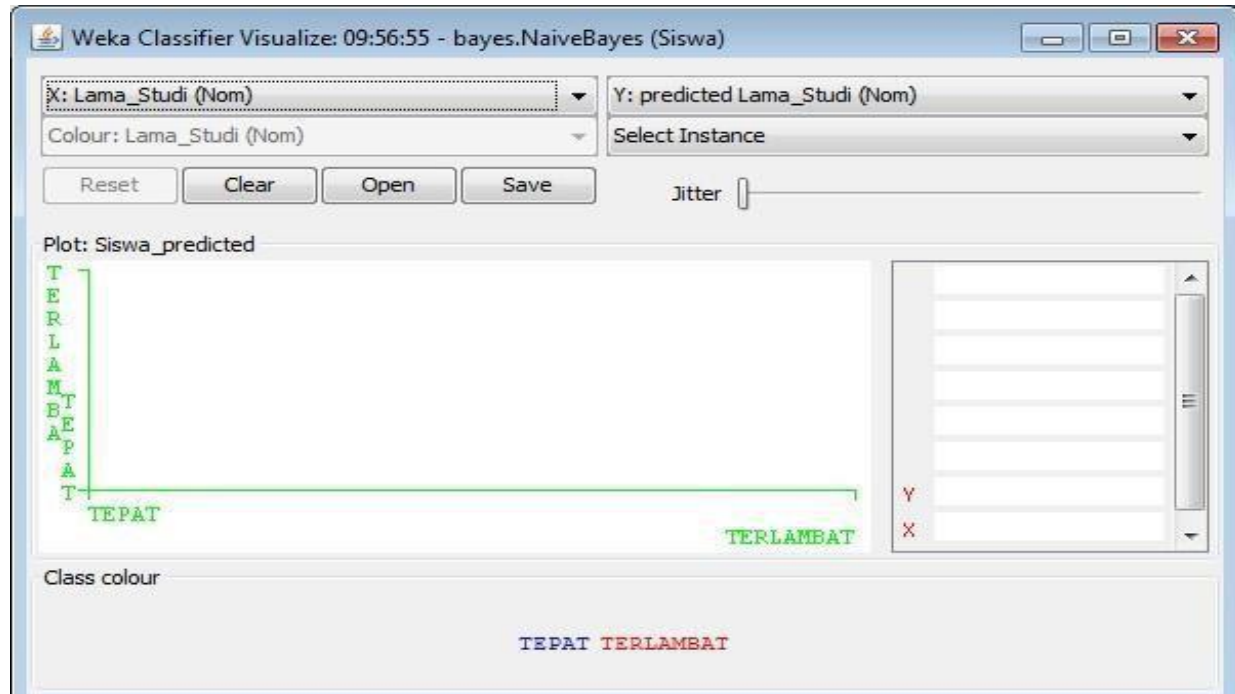 Weka Classifier Visualize: 09:56:55 - bayes.NaiveBayes (Siswa)
X: Lama_Studi (Nom)
Y: predicted Lama_Studi (Nom)
Colour: Lama_Studi (Nom)
Select Instance
Reset Clear Open Save Jitter
Plot: Siswa_predicted
TERLAMBA
TEPAT
TEPAT
TERLAMBAT
Y
X
Class colour
TEPAT TERLAMBAT